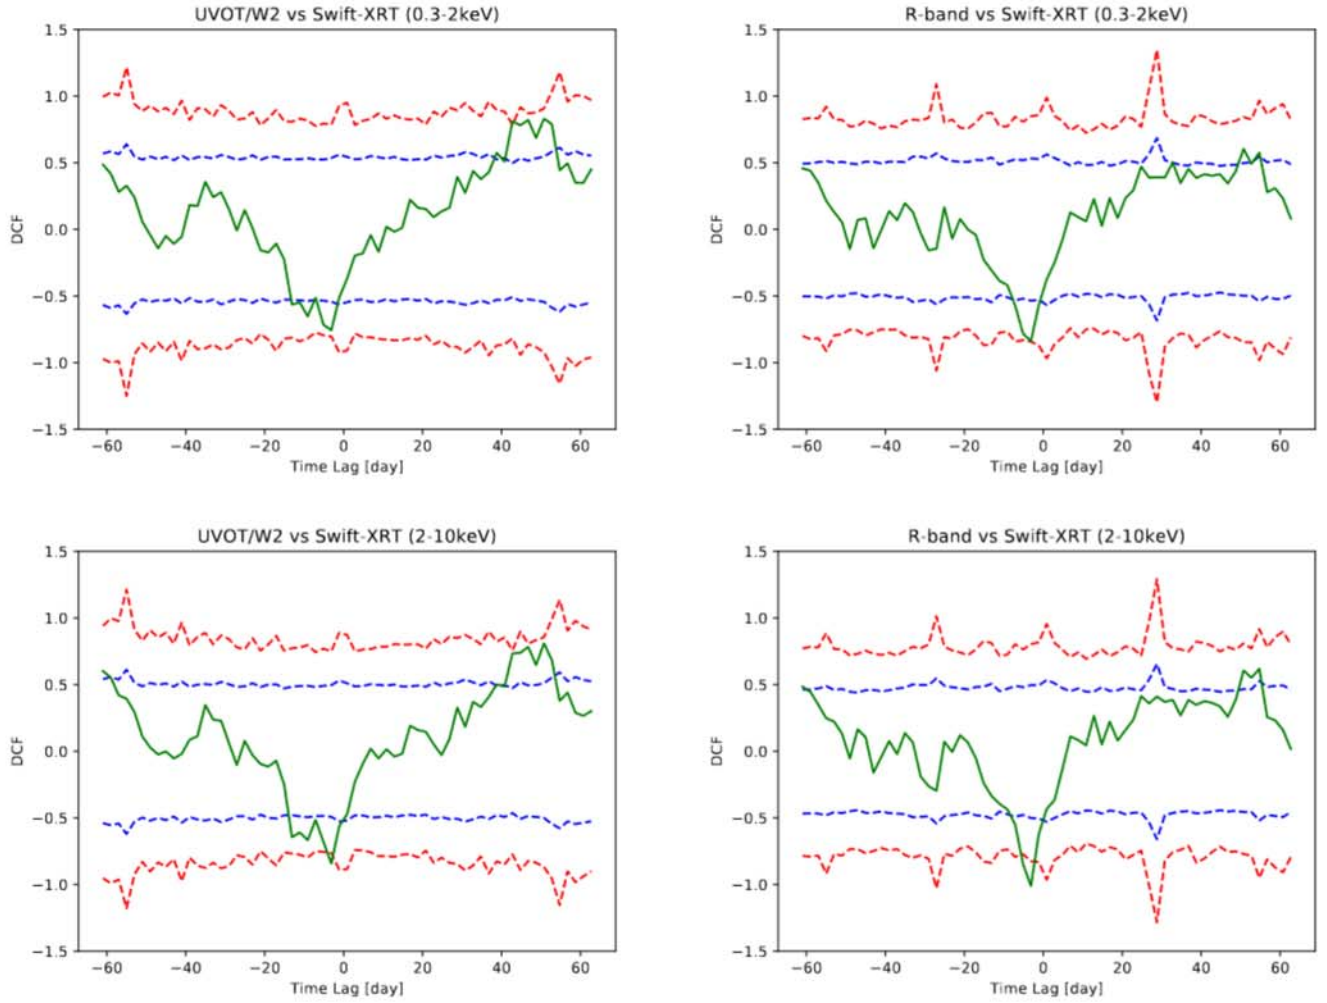 UVOT/W2 vs Swift-XRT (0.3-2keV)
1.5
1.0
0.5
0.0
−0.5
−1.0
−1.5
DCF
−60 −40 −20 0 20 40 60
Time Lag [day]
R-band vs Swift-XRT (0.3-2keV)
1.5
1.0
0.5
0.0
−0.5
−1.0
−1.5
DCF
−60 −40 −20 0 20 40 60
Time Lag [day]
UVOT/W2 vs Swift-XRT (2-10keV)
1.5
1.0
0.5
0.0
−0.5
−1.0
−1.5
DCF
−60 −40 −20 0 20 40 60
Time Lag [day]
R-band vs Swift-XRT (2-10keV)
1.5
1.0
0.5
0.0
−0.5
−1.0
−1.5
DCF
−60 −40 −20 0 20 40 60
Time Lag [day]